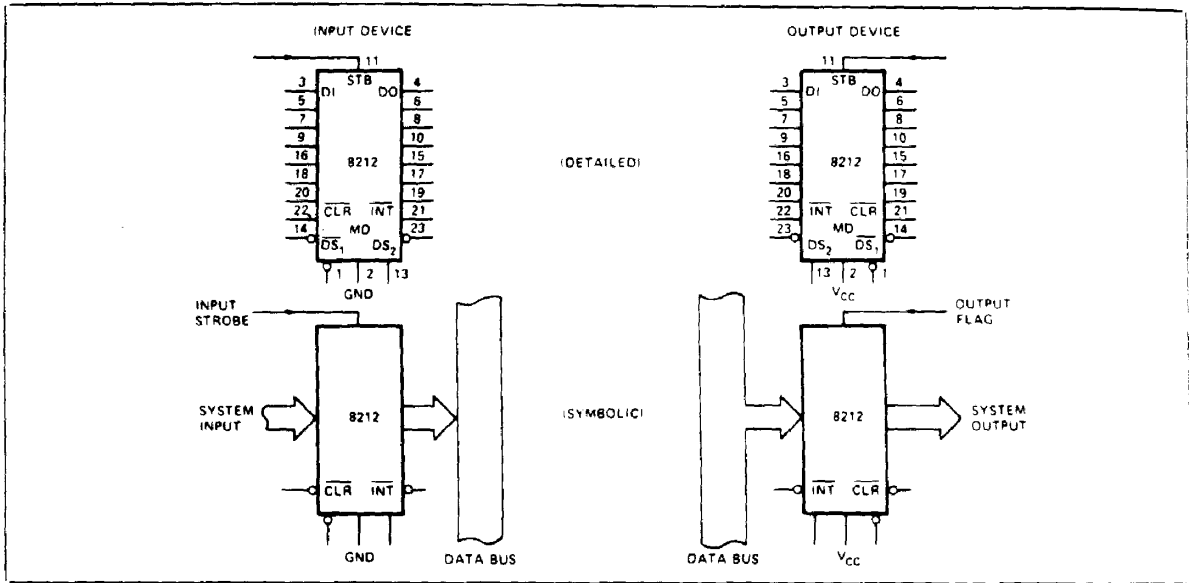 INPUT DEVICE
11
STB
3 DI DO 4
5 6
7 8
9 10
16 8212 15
18 17
20 19
22 CLR INT 21
14 MD 23
DS1 DS2
1 2 13
GND
(DETAILED)
OUTPUT DEVICE
11
STB
3 DI DO 4
5 6
7 8
9 10
16 8212 15
18 17
20 19
22 INT CLR 21
23 MD 14
DS2 DS1
13 2 1
VCC
INPUT
STROBE
SYSTEM
INPUT
8212
CLR INT
GND
DATA BUS
(SYMBOLIC)
OUTPUT
FLAG
8212
SYSTEM
OUTPUT
INT CLR
DATA BUS
VCC